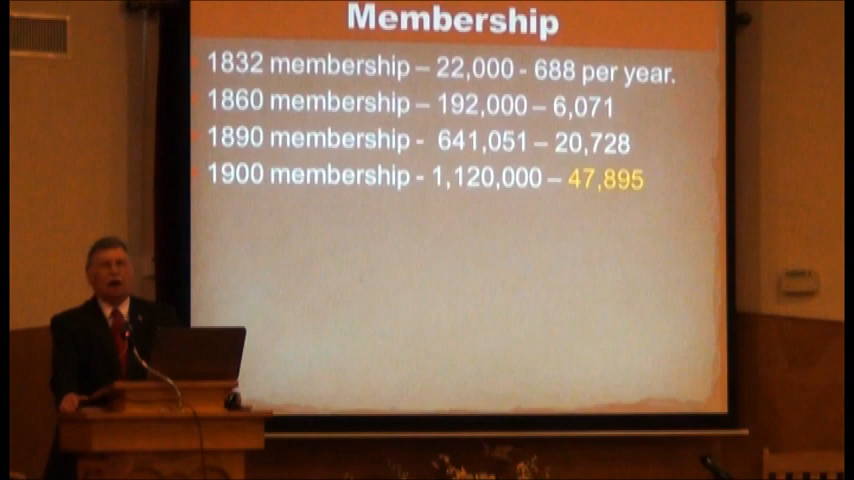 Membership
1832 membership – 22,000 - 688 per year.
1860 membership – 192,000 – 6,071
1890 membership - 641,051 – 20,728
1900 membership - 1,120,000 – 47,895